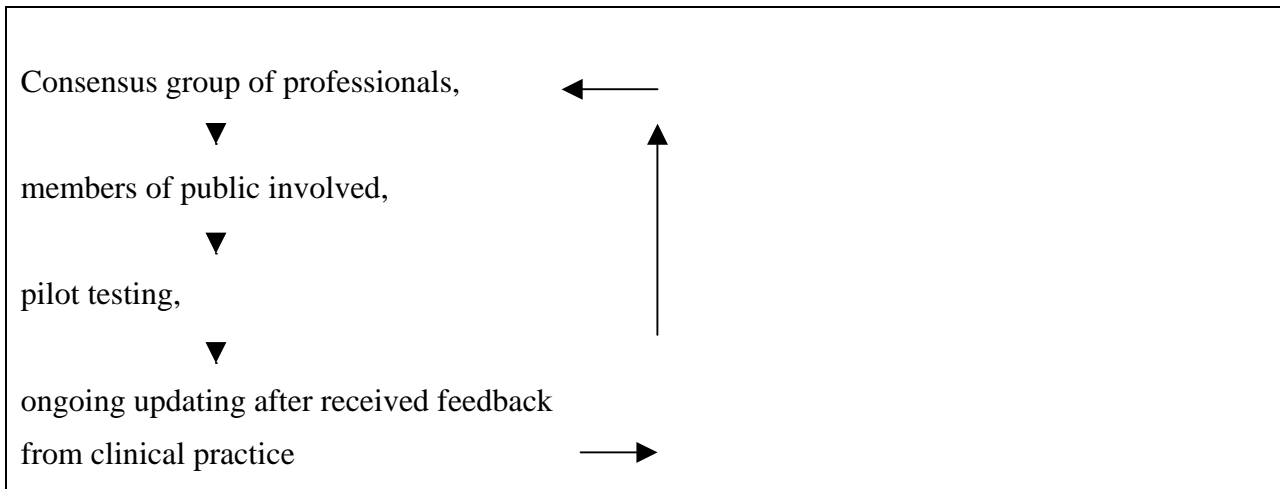 Consensus group of professionals,
members of public involved,
pilot testing,
ongoing updating after received feedback
from clinical practice